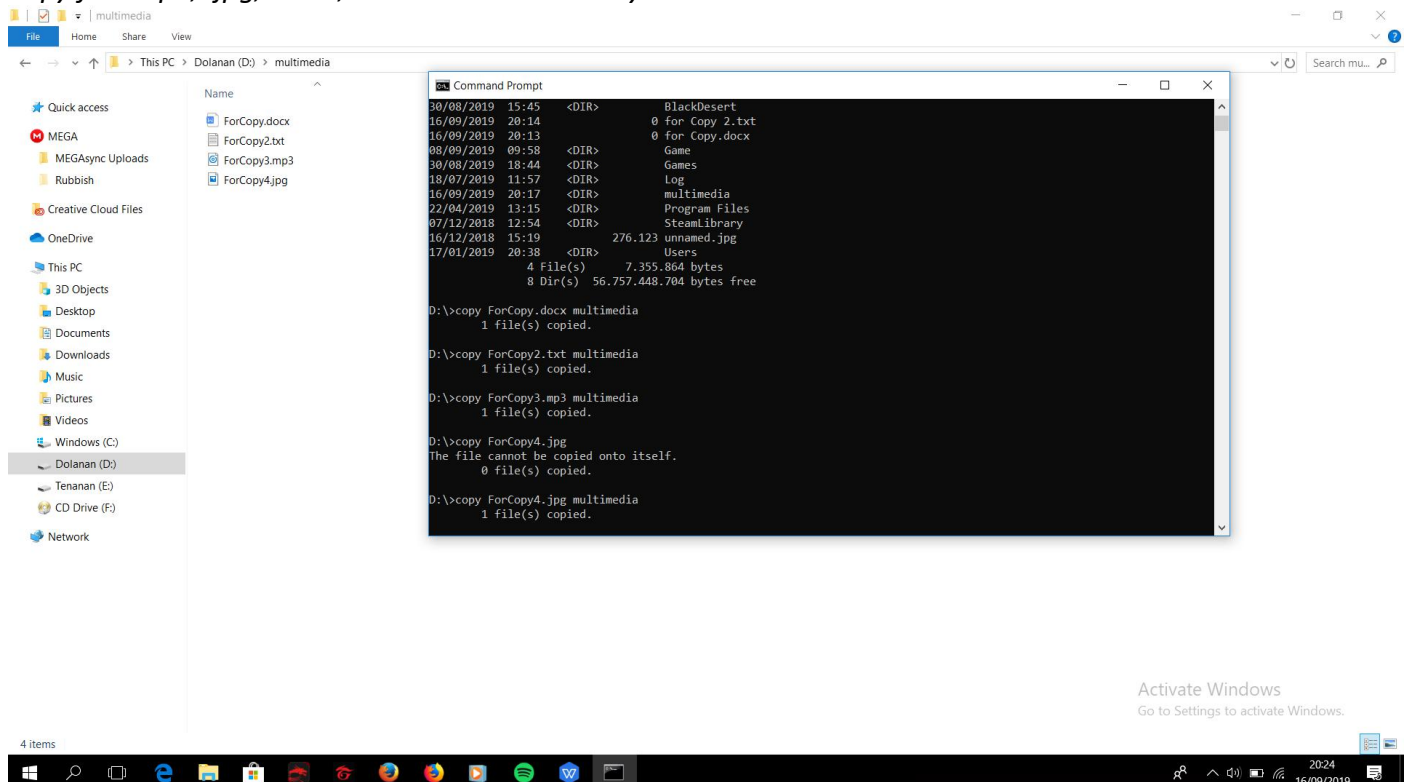 multimedia
File Home Share View
This PC > Dolanan (D:) > multimedia
Search mu...
Name
Quick access
MEGA
MEGAsync Uploads
Rubbish
Creative Cloud Files
OneDrive
This PC
3D Objects
Desktop
Documents
Downloads
Music
Pictures
Videos
Windows (C:)
Dolanan (D:)
Tenanan (E:)
CD Drive (F:)
Network
ForCopy.docx
ForCopy2.txt
ForCopy3.mp3
ForCopy4.jpg
Command Prompt
30/08/2019 15:45 <DIR> BlackDesert
16/09/2019 20:14 0 for Copy 2.txt
16/09/2019 20:13 0 for Copy.docx
08/09/2019 09:58 <DIR> Game
30/08/2019 18:44 <DIR> Games
18/07/2019 11:57 <DIR> Log
16/09/2019 20:17 <DIR> multimedia
22/04/2019 13:15 <DIR> Program Files
07/12/2018 12:54 <DIR> SteamLibrary
16/12/2018 15:19 276.123 unnamed.jpg
17/01/2019 20:38 <DIR> Users
4 File(s) 7.355.864 bytes
8 Dir(s) 56.757.448.704 bytes free
D:\>copy ForCopy.docx multimedia
1 file(s) copied.
D:\>copy ForCopy2.txt multimedia
1 file(s) copied.
D:\>copy ForCopy3.mp3 multimedia
1 file(s) copied.
D:\>copy ForCopy4.jpg
The file cannot be copied onto itself.
0 file(s) copied.
D:\>copy ForCopy4.jpg multimedia
1 file(s) copied.
Activate Windows
Go to Settings to activate Windows.
4 items
20:24
16/09/2019